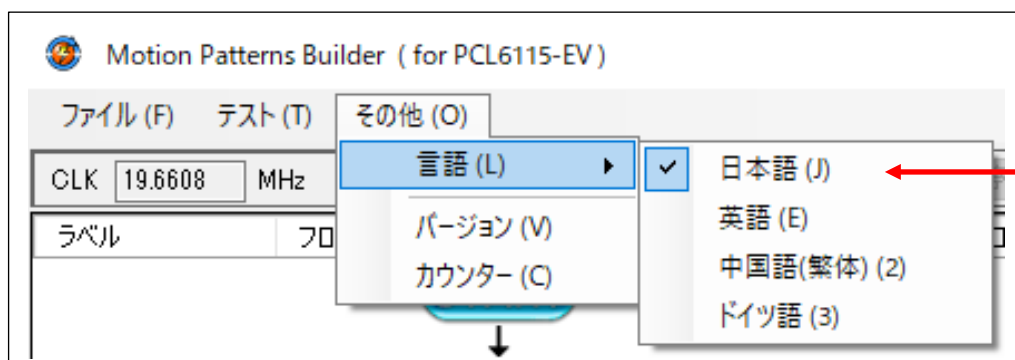 Motion Patterns Builder ( for PCL6115-EV )
ファイル (F) テスト (T) その他 (O)
言語 (L)
日本語 (J)
CLK 19.6608 MHz
英語 (E)
バージョン (V)
ラベル フロ
中国語(繁体) (2)
カウンター (C)
ドイツ語 (3)